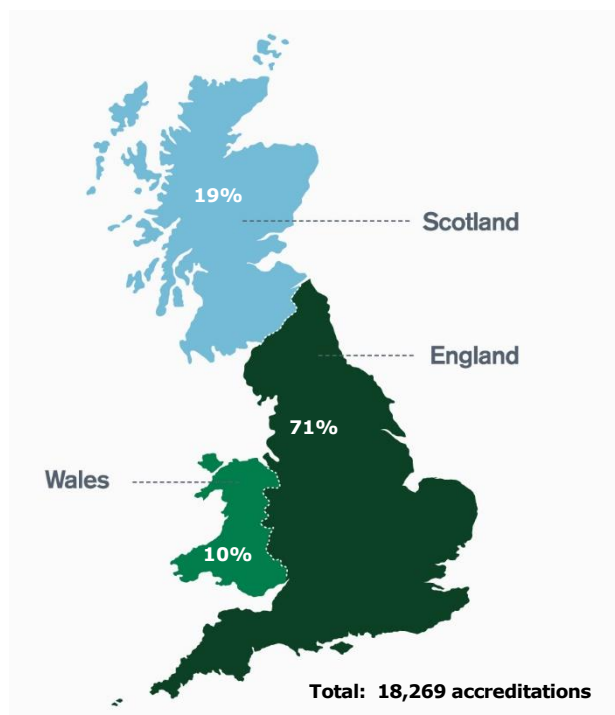 19%
Scotland
England
71%
Wales
10%
Total: 18,269 accreditations